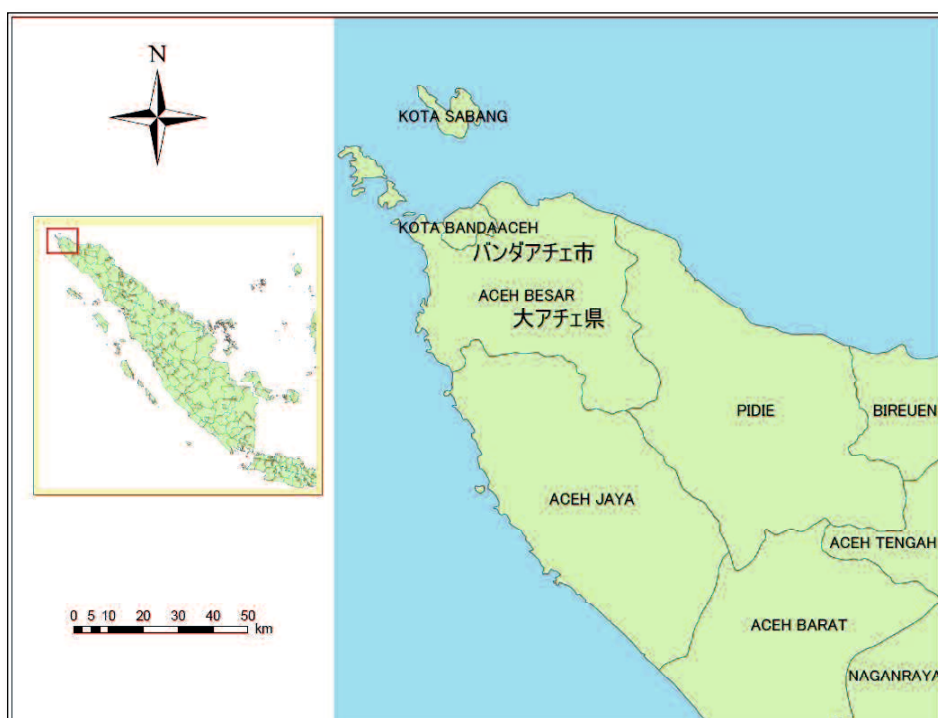 N
KOTA SABANG
KOTA BANDAACEH
バンダアチェ市
ACEH BESAR
大アチェ県
PIDIE
BIREUEN
ACEH JAYA
ACEH TENGAH
ACEH BARAT
NAGANRAYA
0 5 10 20 30 40 50
km